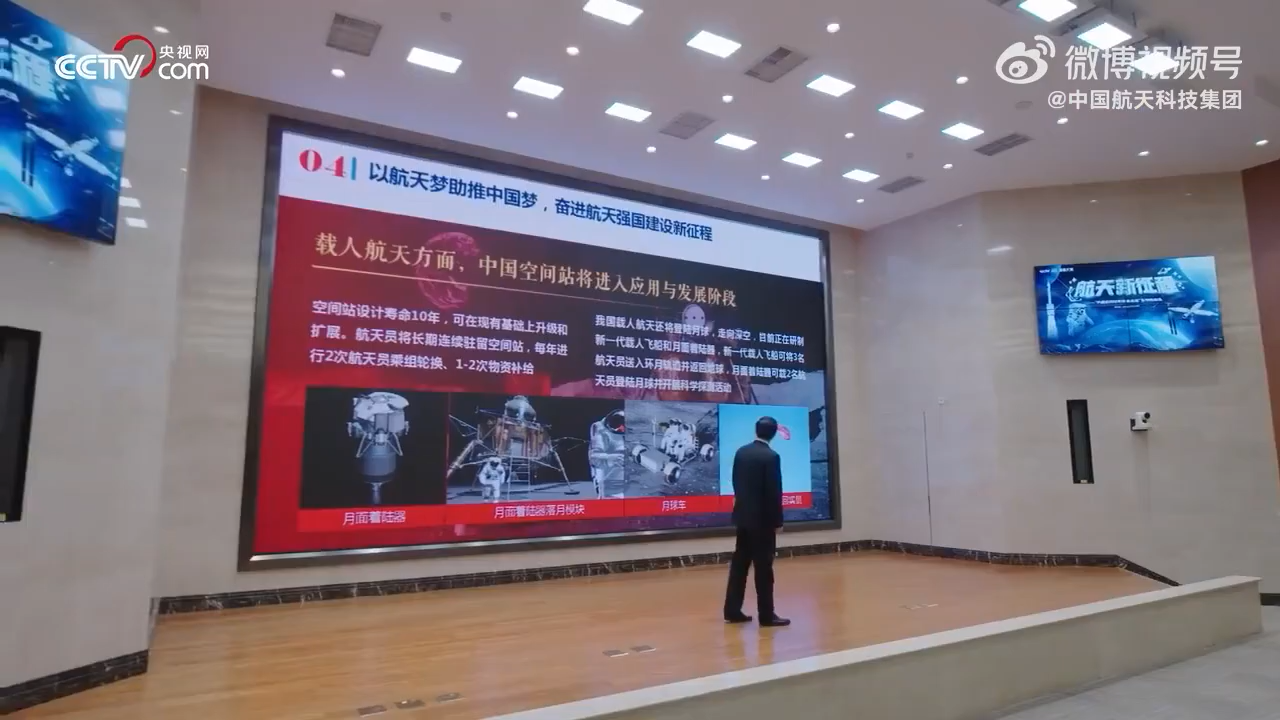 CCTV 央视网
com
微博视频号
@中国航天科技集团
04 以航天梦助推中国梦，奋进航天强国建设新征程
载人航天方面，中国空间站将进入应用与发展阶段
空间站设计寿命10年，可在现有基础上升级和
扩展。航天员将长期连续驻留空间站，每年进
行2次航天员乘组轮换、1-2次物资补给
我国载人航天还将登陆月球，走向深空，目前正在研制
新一代载人飞船和月面着陆器，新一代载人飞船可将3名
航天员送入环月轨道并返回地球，月面着陆器可载2名航
天员登陆月球并开展科学探测活动
月面着陆器
月面着陆器落月模块
月球车
回实景
航天新征程